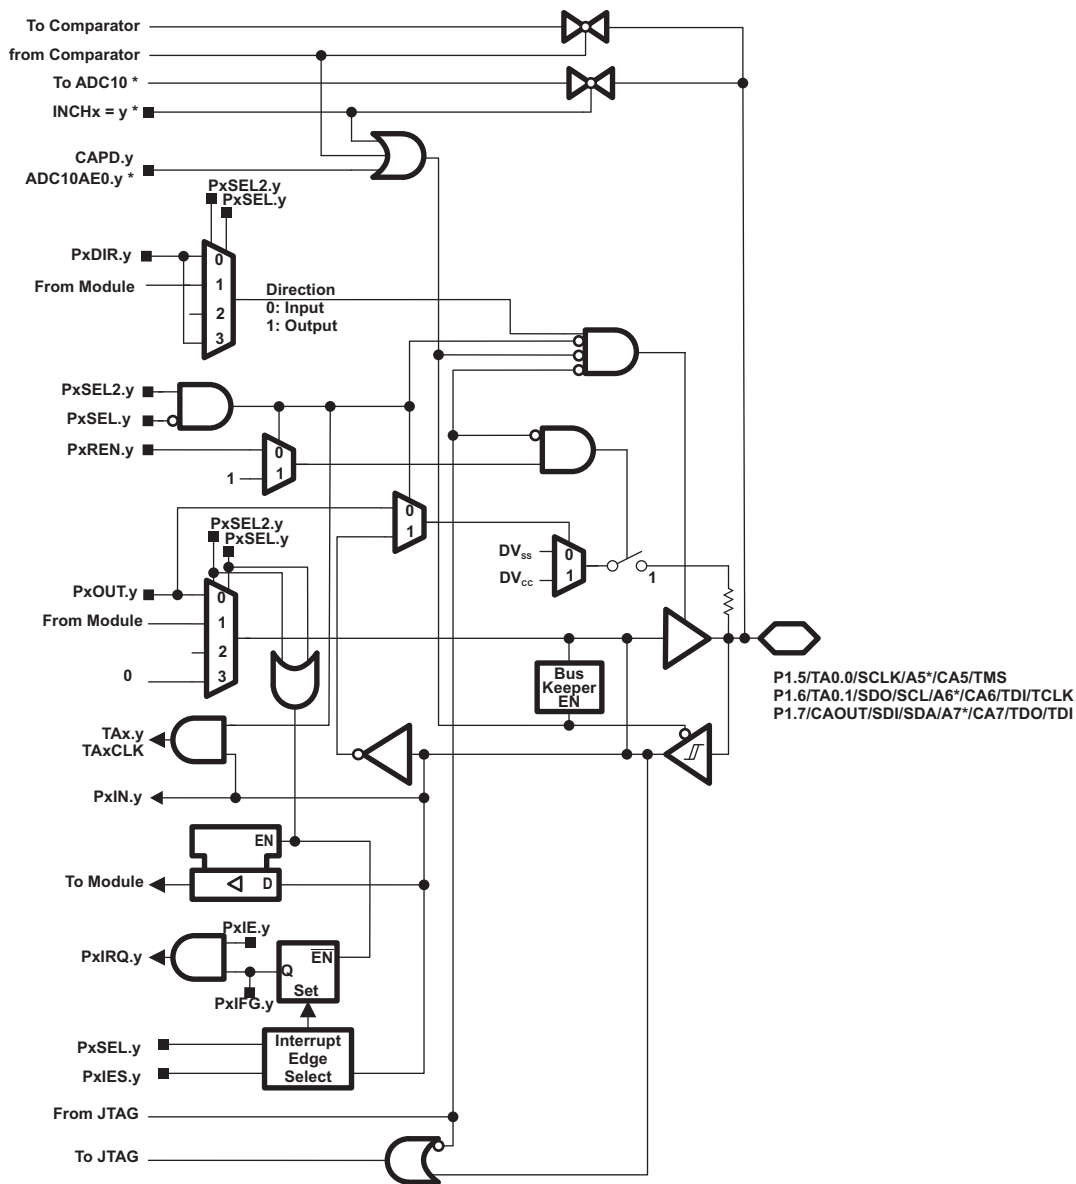 To Comparator
from Comparator
To ADC10 *
INCHx = y *
CAPD.y
ADC10AE0.y *
PxSEL2.y
PxSEL.y
PxDIR.y
0
From Module
1
2
3
Direction
0: Input
1: Output
PxSEL2.y
PxSEL.y
PxREN.y
0
1
1
0
1
PxSEL2.y
PxSEL.y
DVSS
0
DVCC
1
1
PxOUT.y
0
From Module
1
2
0
3
Bus
Keeper
EN
P1.5/TA0.0/SCLK/A5*/CA5/TMS
P1.6/TA0.1/SDO/SCL/A6*/CA6/TDI/TCLK
P1.7/CAOUT/SDI/SDA/A7*/CA7/TDO/TDI
TAx.y
TAxCLK
PxIN.y
EN
To Module
D
PxIE.y
PxIRQ.y
EN
Q
Set
PxIFG.y
PxSEL.y
PxIES.y
Interrupt
Edge
Select
From JTAG
To JTAG